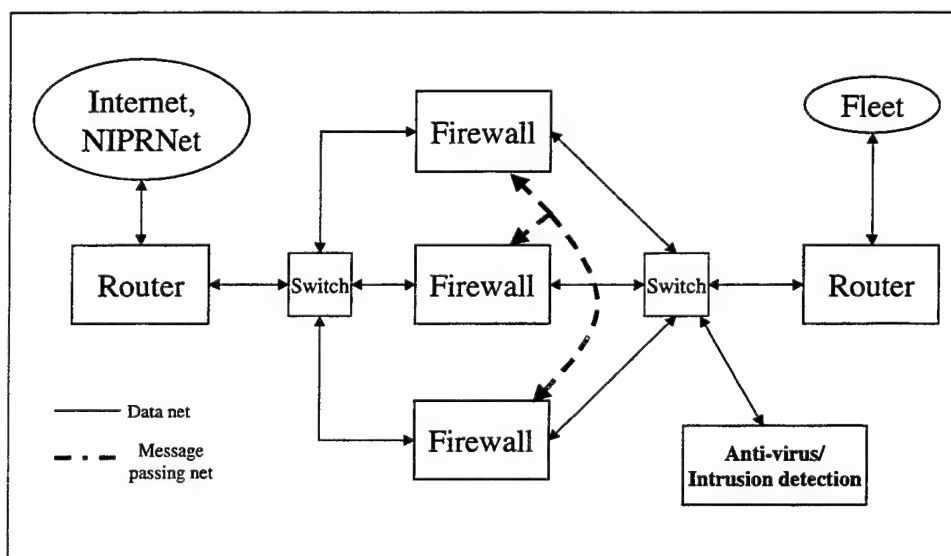 Internet,
NIPRNet
Firewall
Fleet
Router
Switch
Firewall
Switch
Router
Firewall
Data net
Message
passing net
Anti-virus/
Intrusion detection